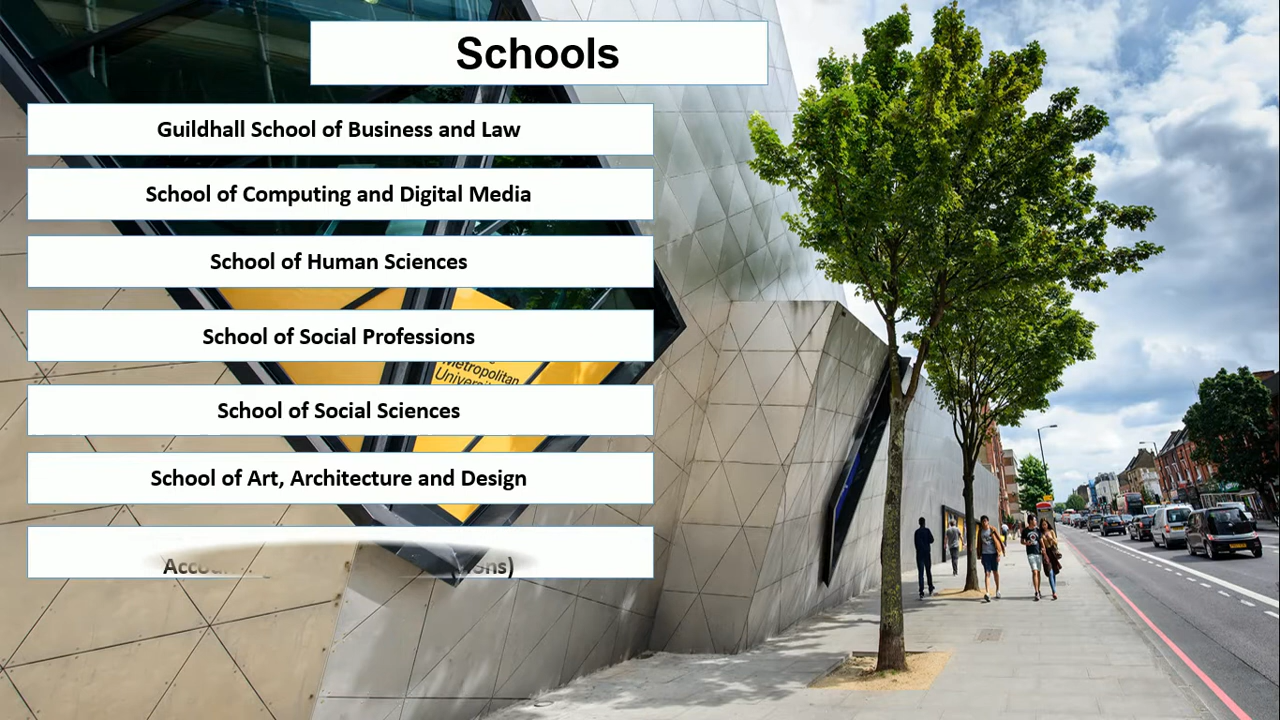 Schools
Guildhall School of Business and Law
School of Computing and Digital Media
School of Human Sciences
School of Social Professions
Metropolitan
School of Social Sciences
School of Art, Architecture and Design